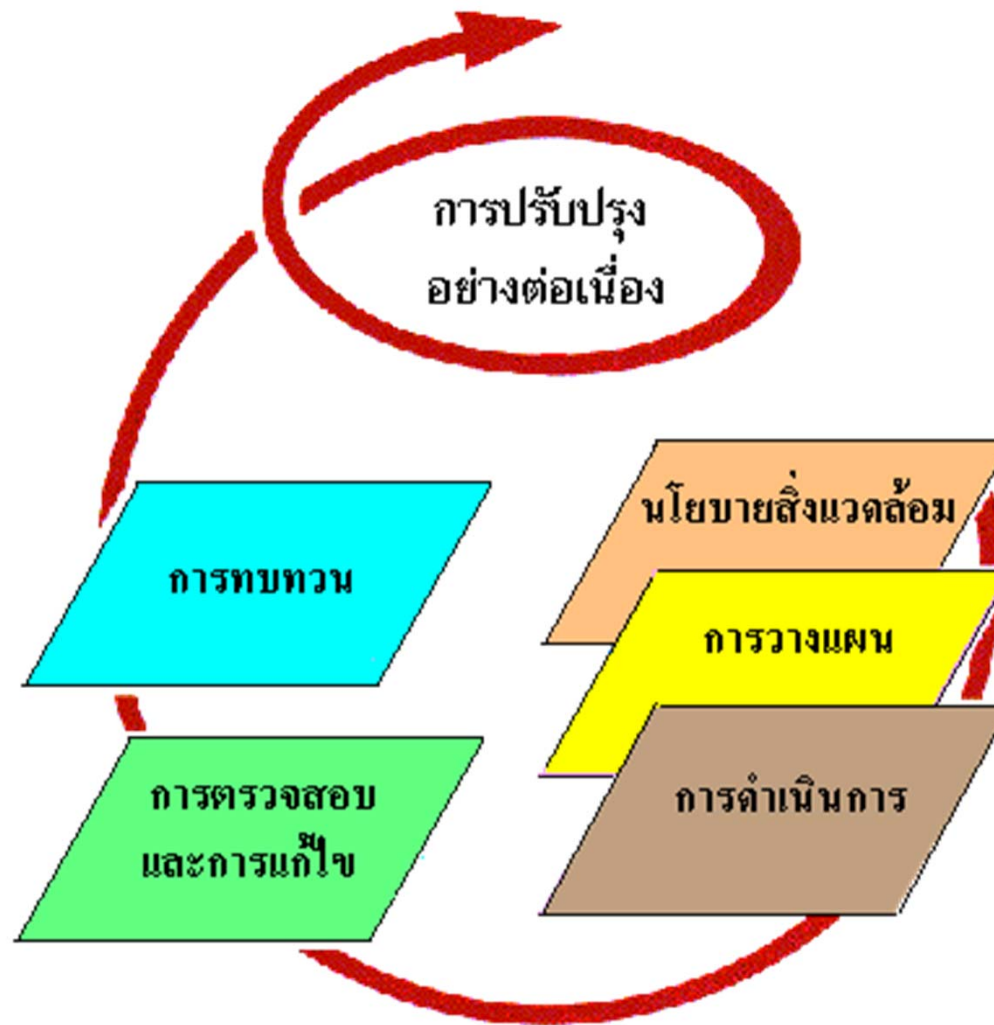 การปรับปรุง
อย่างต่อเนื่อง
นโยบายสิ่งแวดล้อม
การวางแผน
การดำเนินการ
การตรวจสอบ
และการแก้ไข
การทบทวน